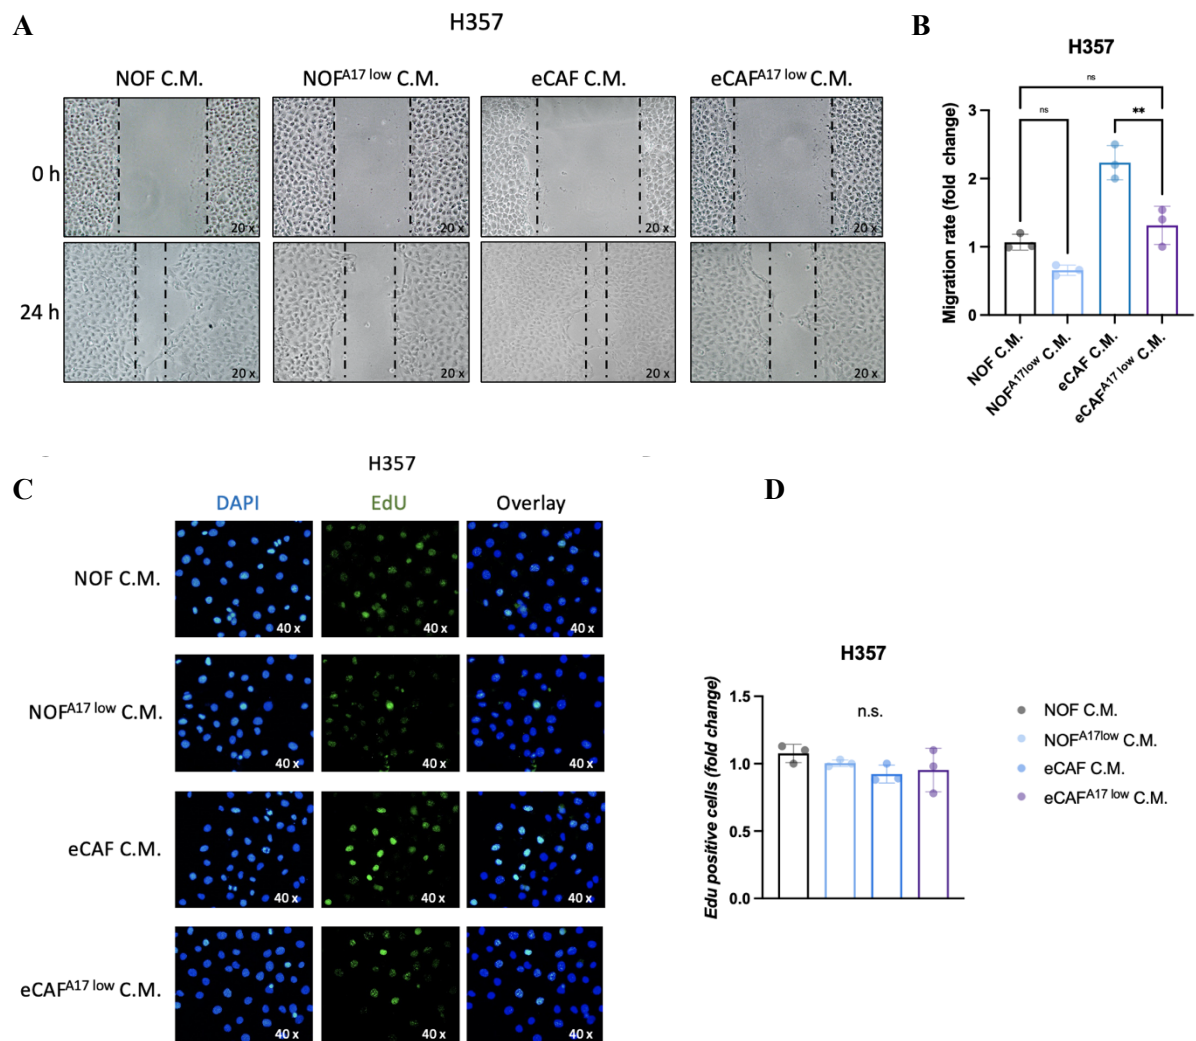 A
H357
NOF C.M.
NOFA17 low C.M.
eCAF C.M.
eCAFA17 low C.M.
0 h
20 x
20 x
20 x
20 x
24 h
20 x
20 x
20 x
20 x
B
H357
ns
ns
**
Migration rate (fold change)
3
2
1
0
NOF C.M.
NOFA17low C.M.
eCAF C.M.
eCAFA17 low C.M.
C
H357
DAPI
EdU
Overlay
NOF C.M.
40 x
40 x
40 x
NOFA17 low C.M.
40 x
40 x
40 x
eCAF C.M.
40 x
40 x
40 x
eCAFA17 low C.M.
40 x
40 x
40 x
D
H357
Edu positive cells (fold change)
1.5
1.0
0.5
0.0
n.s.
NOF C.M.
NOFA17low C.M.
eCAF C.M.
eCAFA17 low C.M.